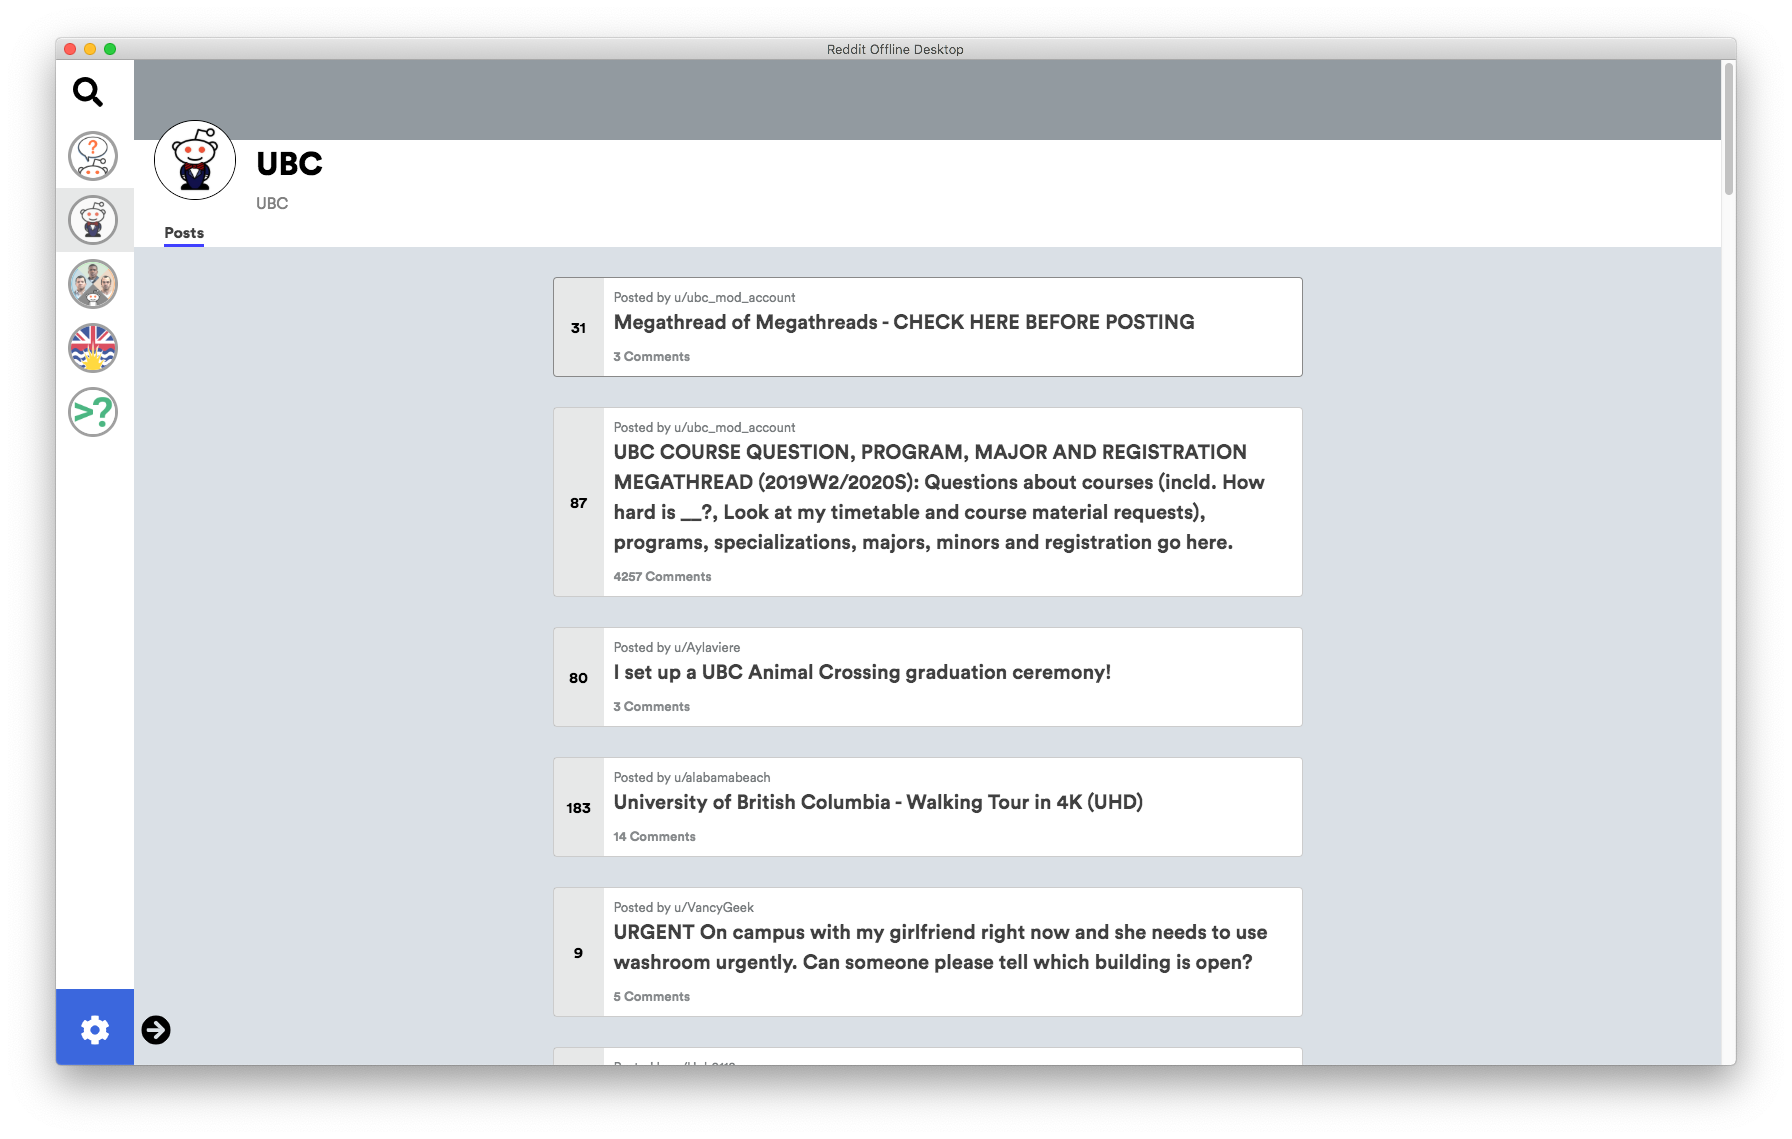 Reddit Offline Desktop
?
>?
UBC
UBC
Posts
31
Posted by u/ubc_mod_account
Megathread of Megathreads - CHECK HERE BEFORE POSTING
3 Comments
87
Posted by u/ubc_mod_account
UBC COURSE QUESTION, PROGRAM, MAJOR AND REGISTRATION
MEGATHREAD (2019W2/2020S): Questions about courses (incld. How
hard is __?, Look at my timetable and course material requests),
programs, specializations, majors, minors and registration go here.
4257 Comments
80
Posted by u/Aylaviere
I set up a UBC Animal Crossing graduation ceremony!
3 Comments
183
Posted by u/alabamabeach
University of British Columbia - Walking Tour in 4K (UHD)
14 Comments
9
Posted by u/VancyGeek
URGENT On campus with my girlfriend right now and she needs to use
washroom urgently. Can someone please tell which building is open?
5 Comments